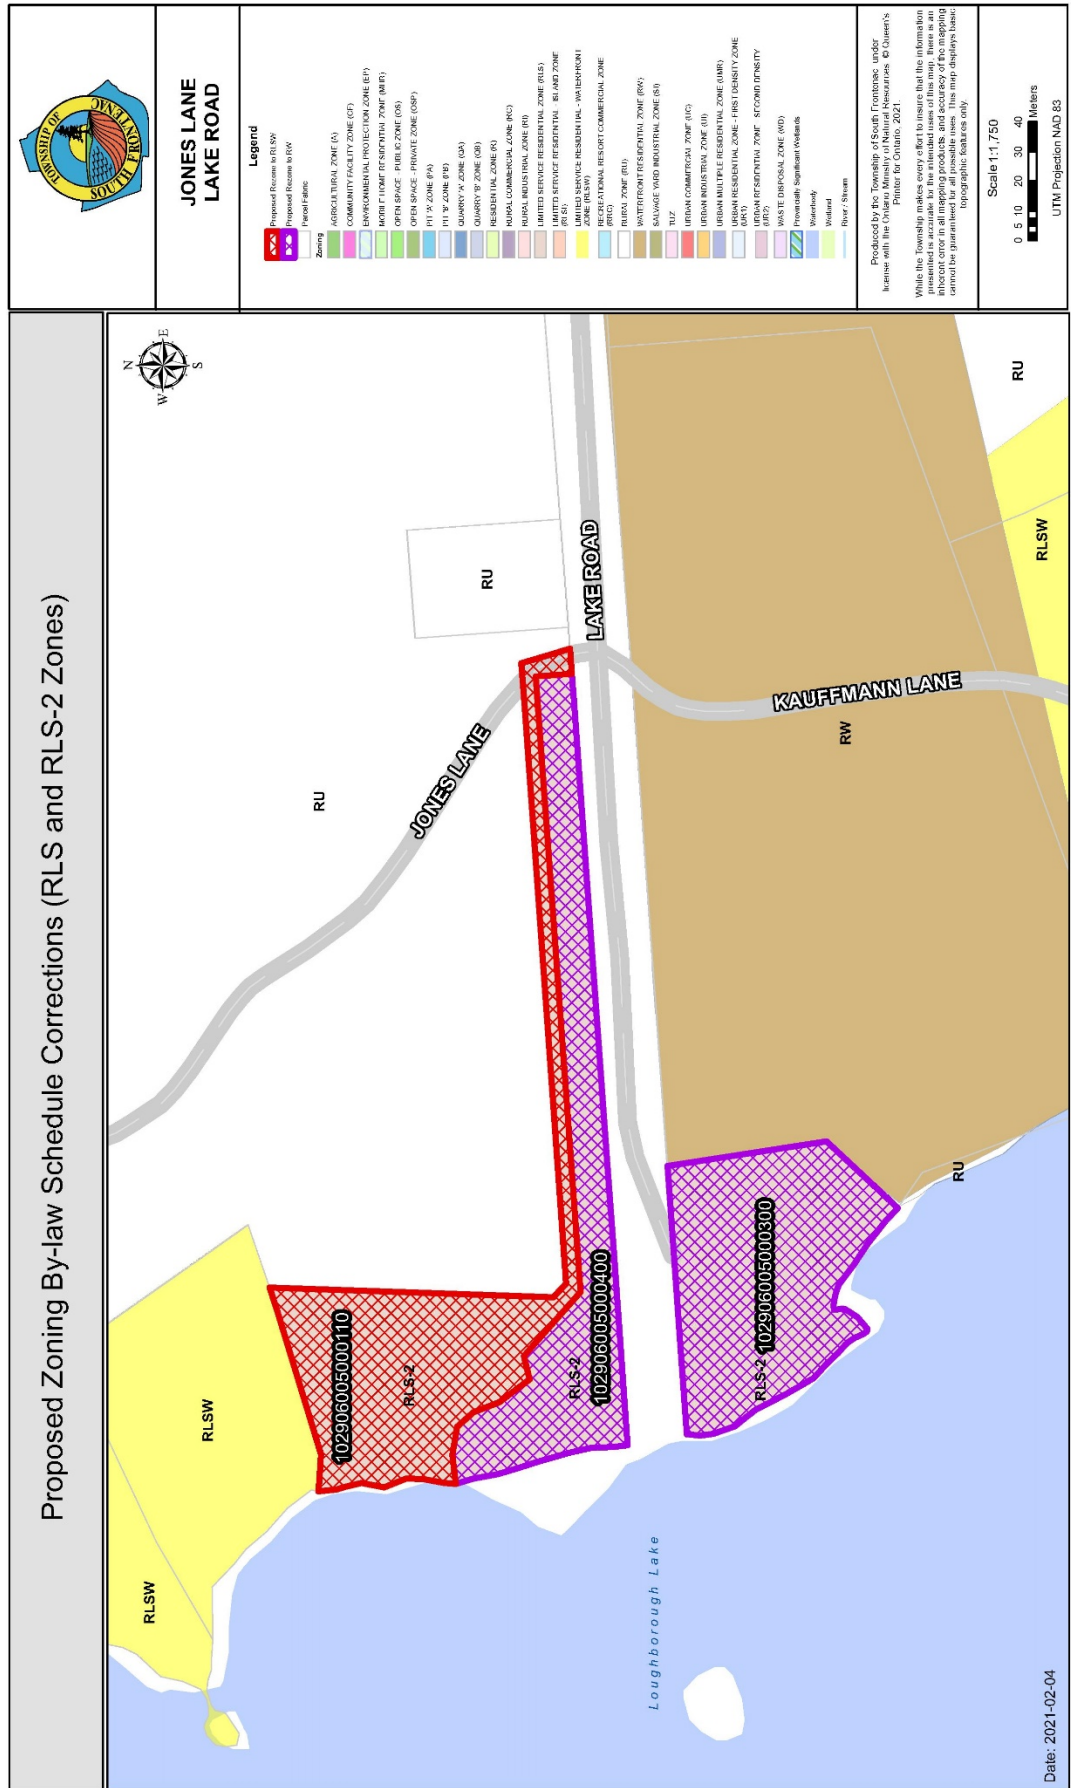 Proposed Zoning By-law Schedule Corrections (RLS and RLS-2 Zones)
TOWNSHIP OF
SOUTH FRONTENAC
JONES LANE
LAKE ROAD
Legend
Proposed Rezone to RLSW
Proposed Rezone to RW
Parcel Fabric
Zoning
AGRICULTURAL ZONE (A)
COMMUNITY FACILITY ZONE (CF)
ENVIRONMENTAL PROTECTION ZONE (EP)
MOBILE HOME RESIDENTIAL ZONE (MHR)
OPEN SPACE - PUBLIC ZONE (OS)
OPEN SPACE - PRIVATE ZONE (OSP)
PIT 'A' ZONE (PA)
PIT 'B' ZONE (PB)
QUARRY 'A' ZONE (QA)
QUARRY 'B' ZONE (QB)
RESIDENTIAL ZONE (R)
RURAL COMMERCIAL ZONE (RC)
RURAL INDUSTRIAL ZONE (RI)
LIMITED SERVICE RESIDENTIAL ZONE (RLS)
LIMITED SERVICE RESIDENTIAL - ISLAND ZONE
(RLSI)
LIMITED SERVICE RESIDENTIAL - WATERFRONT
ZONE (RLSW)
RECREATIONAL RESORT COMMERCIAL ZONE
(RRC)
RURAL ZONE (RU)
WATERFRONT RESIDENTIAL ZONE (RW)
SALVAGE YARD INDUSTRIAL ZONE (SI)
TUZ
URBAN COMMERCIAL ZONE (UC)
URBAN INDUSTRIAL ZONE (UI)
URBAN MULTIPLE RESIDENTIAL ZONE (UMR)
URBAN RESIDENTIAL ZONE - FIRST DENSITY ZONE
(UR1)
URBAN RESIDENTIAL ZONE - SECOND DENSITY
(UR2)
WASTE DISPOSAL ZONE (WD)
Provincially Significant Wetlands
Waterbody
Wetland
River / Stream
Produced by the Township of South Frontenac under
license with the Ontario Ministry of Natural Resources © Queen's
Printer for Ontario, 2021.
While the Township makes every effort to insure that the information
presented is accurate for the intended uses of this map, there is an
inherent error in all mapping products, and accuracy of the mapping
cannot be guaranteed for all possible uses. This map displays basic
topographic features only.
Scale 1:1,750
0 5 10 20 30 40
Meters
UTM Projection NAD 83
N
W
E
S
RLSW
RLSW
RU
JONES LANE
RU
1029060050000110
RLS-2
RLS-2
1029060050000400
LAKE ROAD
KAUFFMANN LANE
RW
RLS-2
1029060050000300
RU
RLSW
RU
Loughborough Lake
Date: 2021-02-04